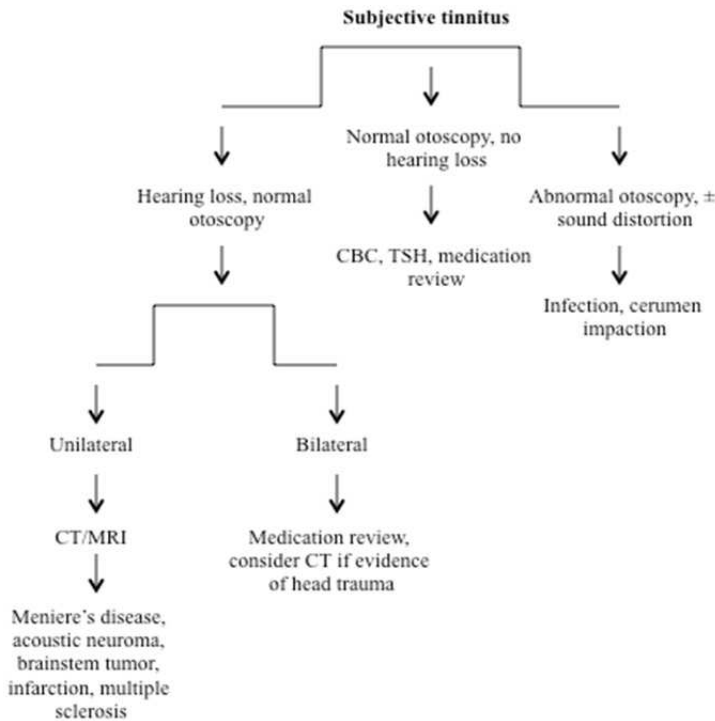 Subjective tinnitus
Hearing loss, normal
otoscopy
Normal otoscopy, no
hearing loss
Abnormal otoscopy, ±
sound distortion
CBC, TSH, medication
review
Infection, cerumen
impaction
Unilateral
Bilateral
CT/MRI
Medication review,
consider CT if evidence
of head trauma
Meniere's disease,
acoustic neuroma,
brainstem tumor,
infarction, multiple
sclerosis